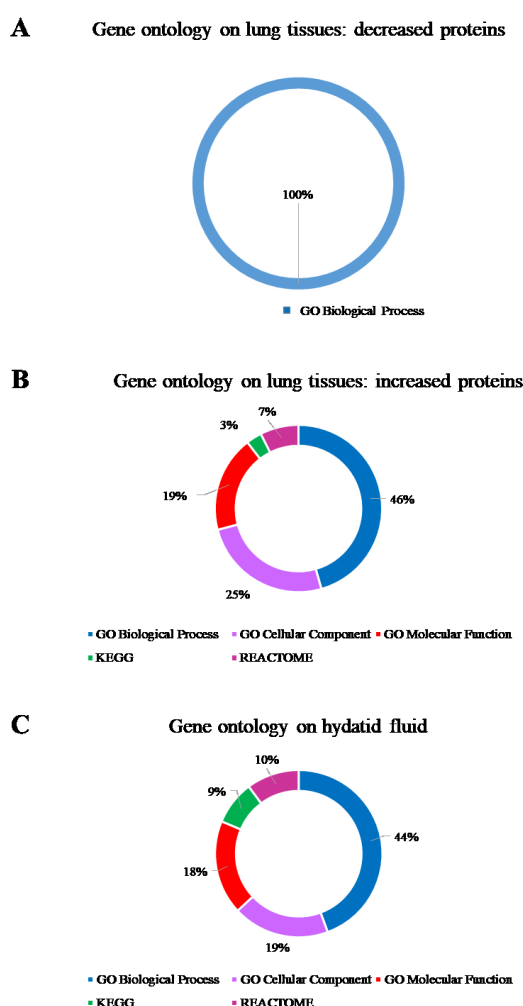 A
Gene ontology on lung tissues: decreased proteins
100%
GO Biological Process
B
Gene ontology on lung tissues: increased proteins
7%
3%
19%
46%
25%
GO Biological Process GO Cellular Component GO Molecular Function
KEGG REACTOME
C
Gene ontology on hydatid fluid
10%
9%
44%
18%
19%
GO Biological Process GO Cellular Component GO Molecular Function
KEGG REACTOME